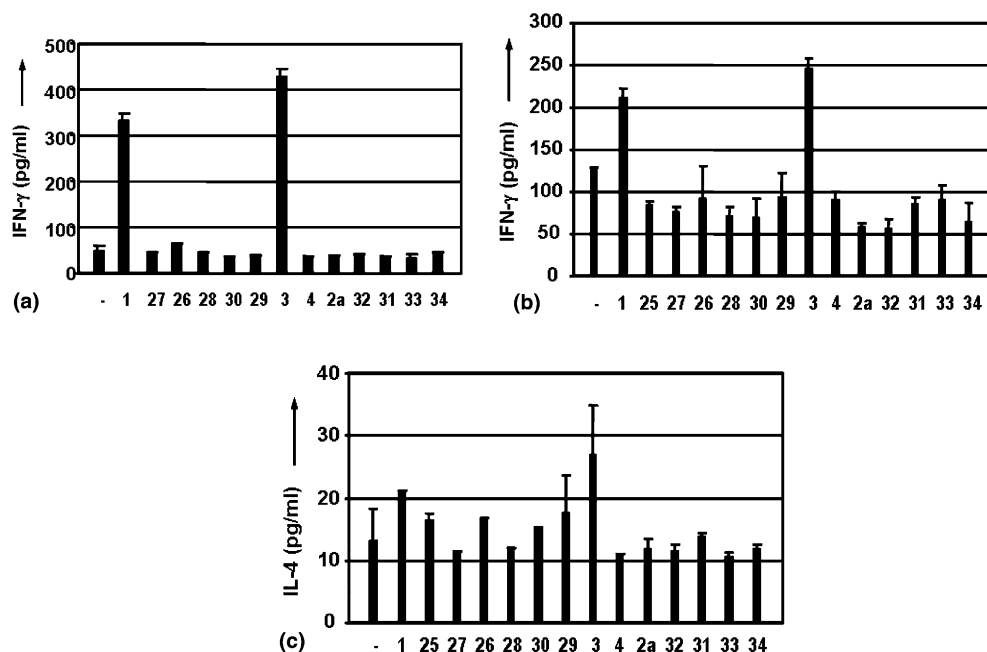 500
400
300
200
100
0
IFN-γ (pg/ml)
(a)
- 1 27 26 28 30 29 3 4 2a 32 31 33 34
300
250
200
150
100
50
0
IFN-γ (pg/ml)
(b)
- 1 25 27 26 28 30 29 3 4 2a 32 31 33 34
40
30
20
10
0
IL-4 (pg/ml)
(c)
- 1 25 27 26 28 30 29 3 4 2a 32 31 33 34